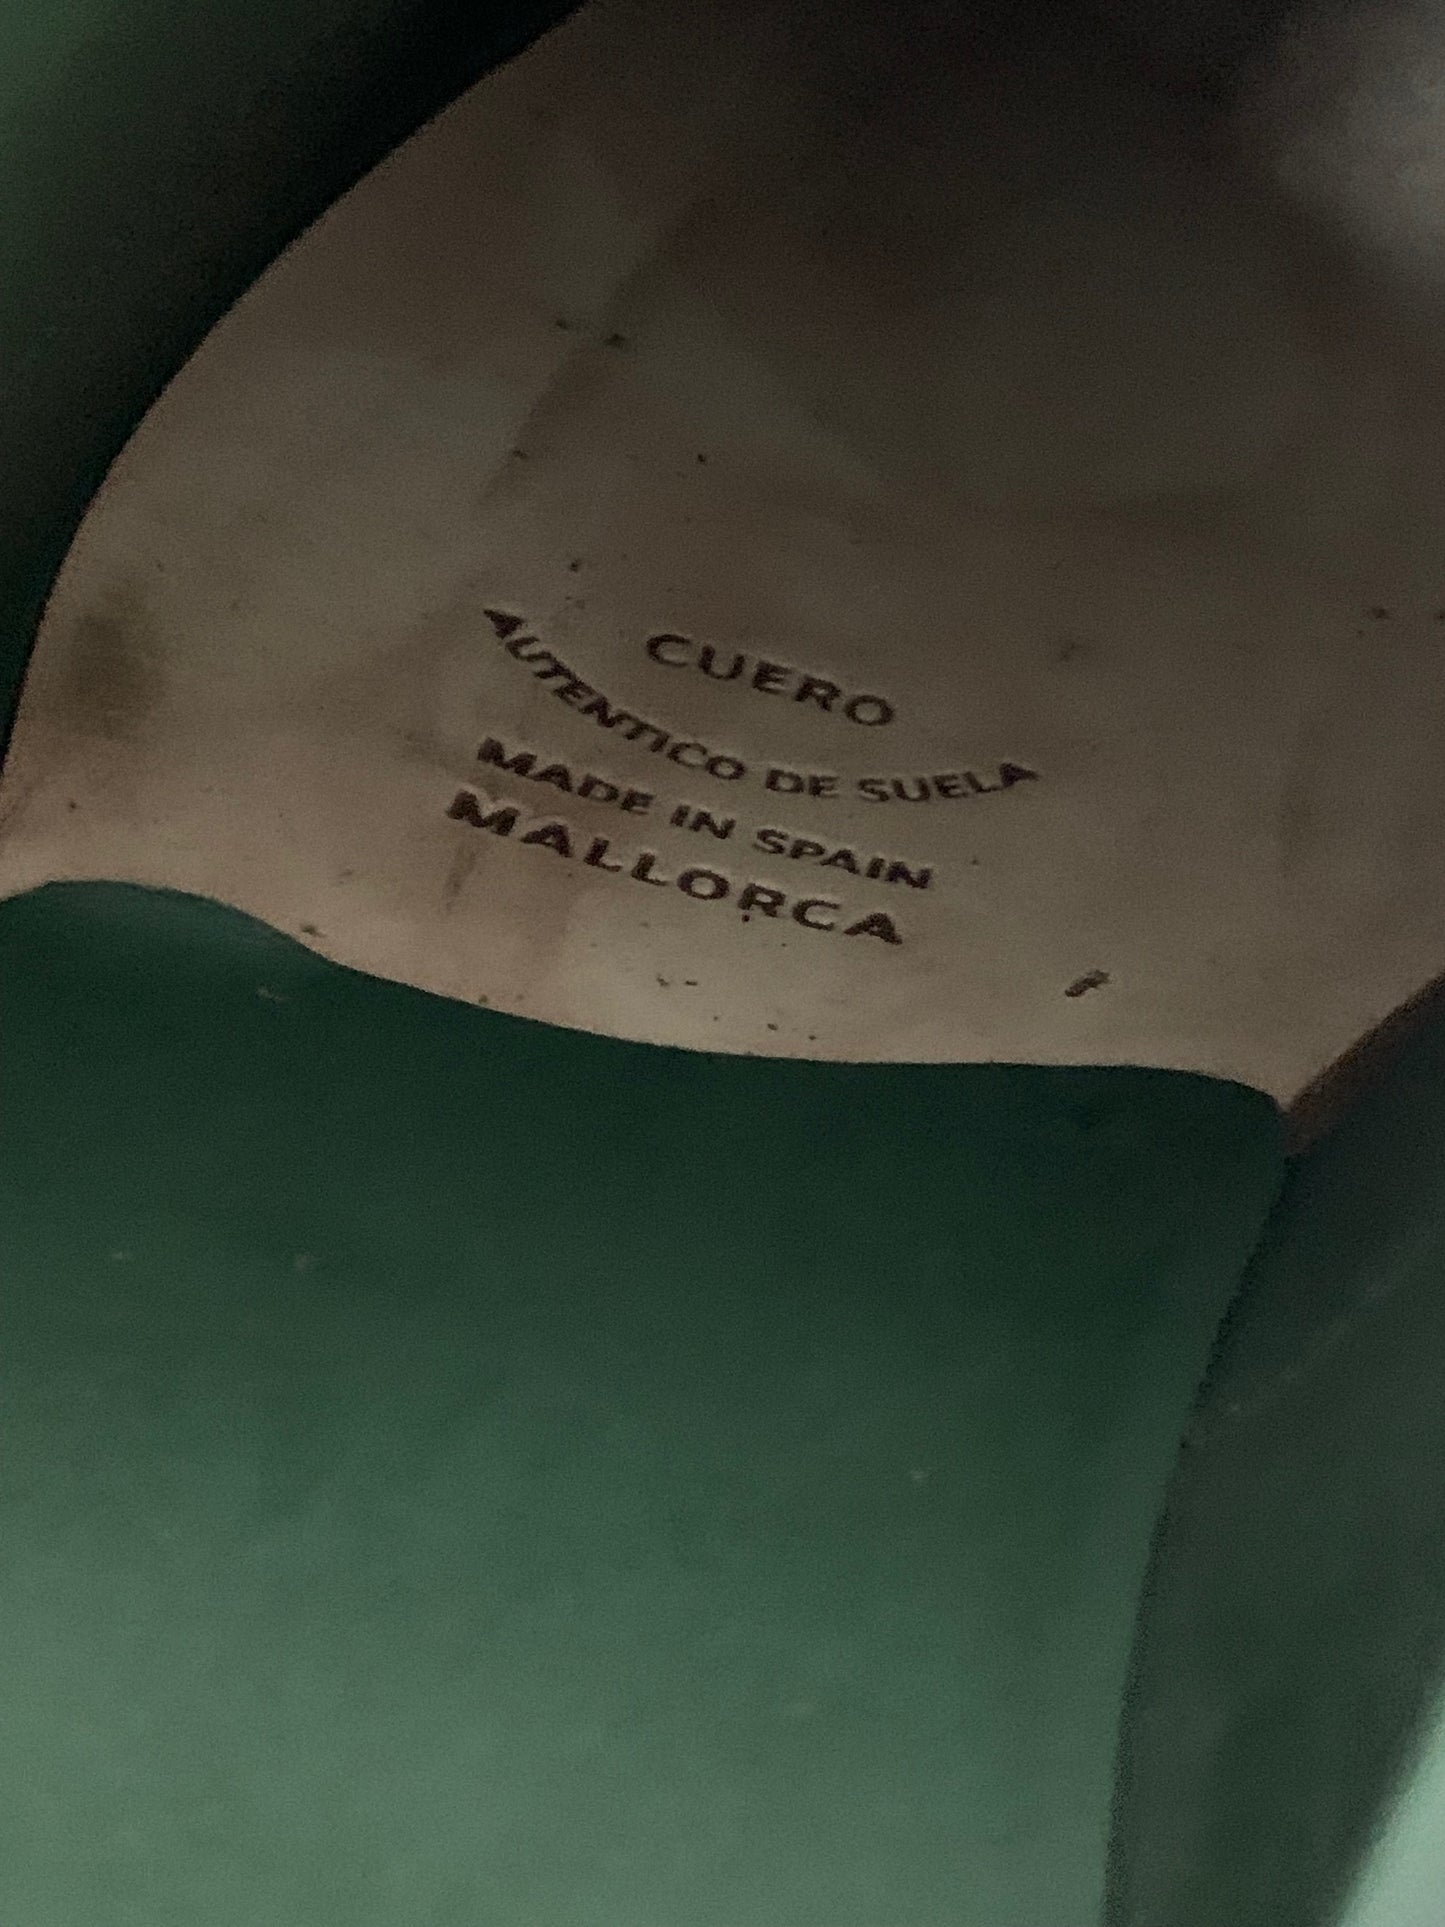 CUERO
AUTENTICO DE SUELA
MADE IN SPAIN
MALLORCA